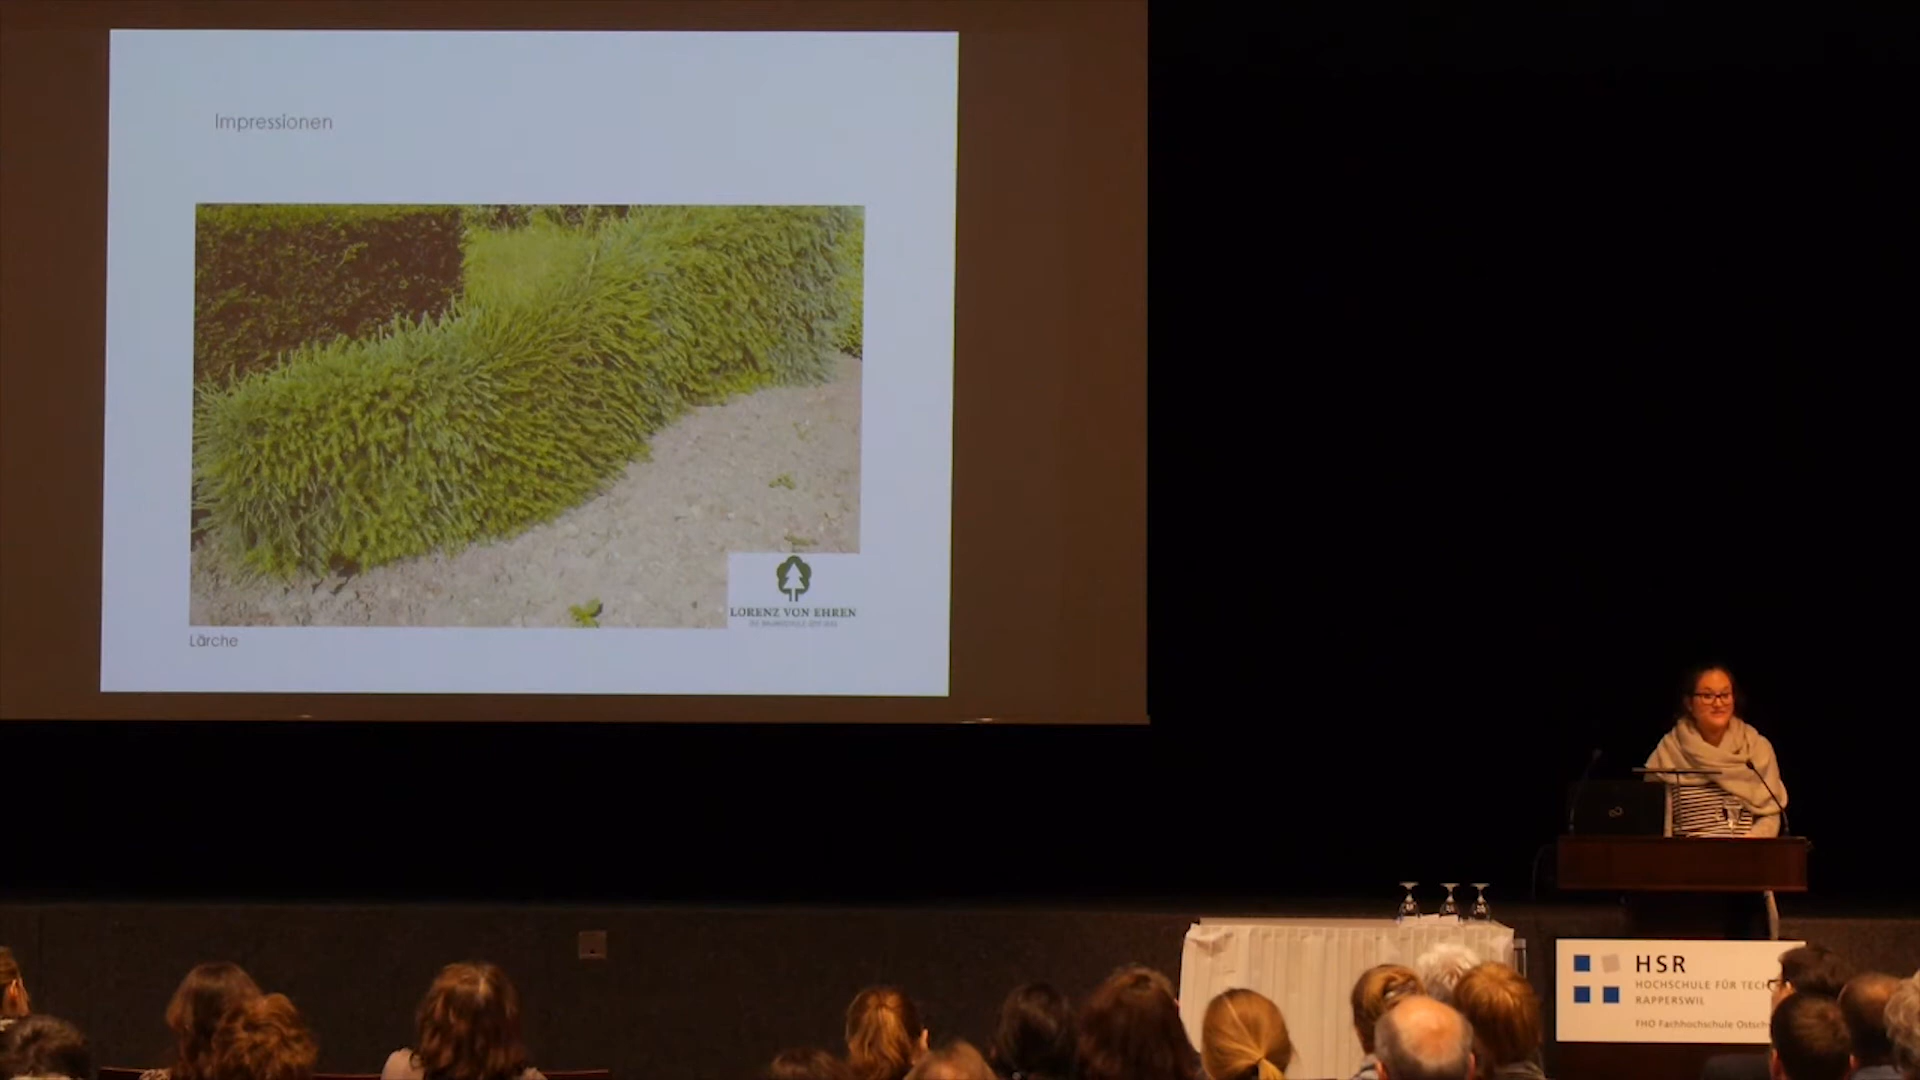 Impressionen
LORENZ VON EHREN
Lärche
HSR
HOCHSCHULE FÜR TECH
RAPPERSWIL
FHO Fachhochschule Ostsch